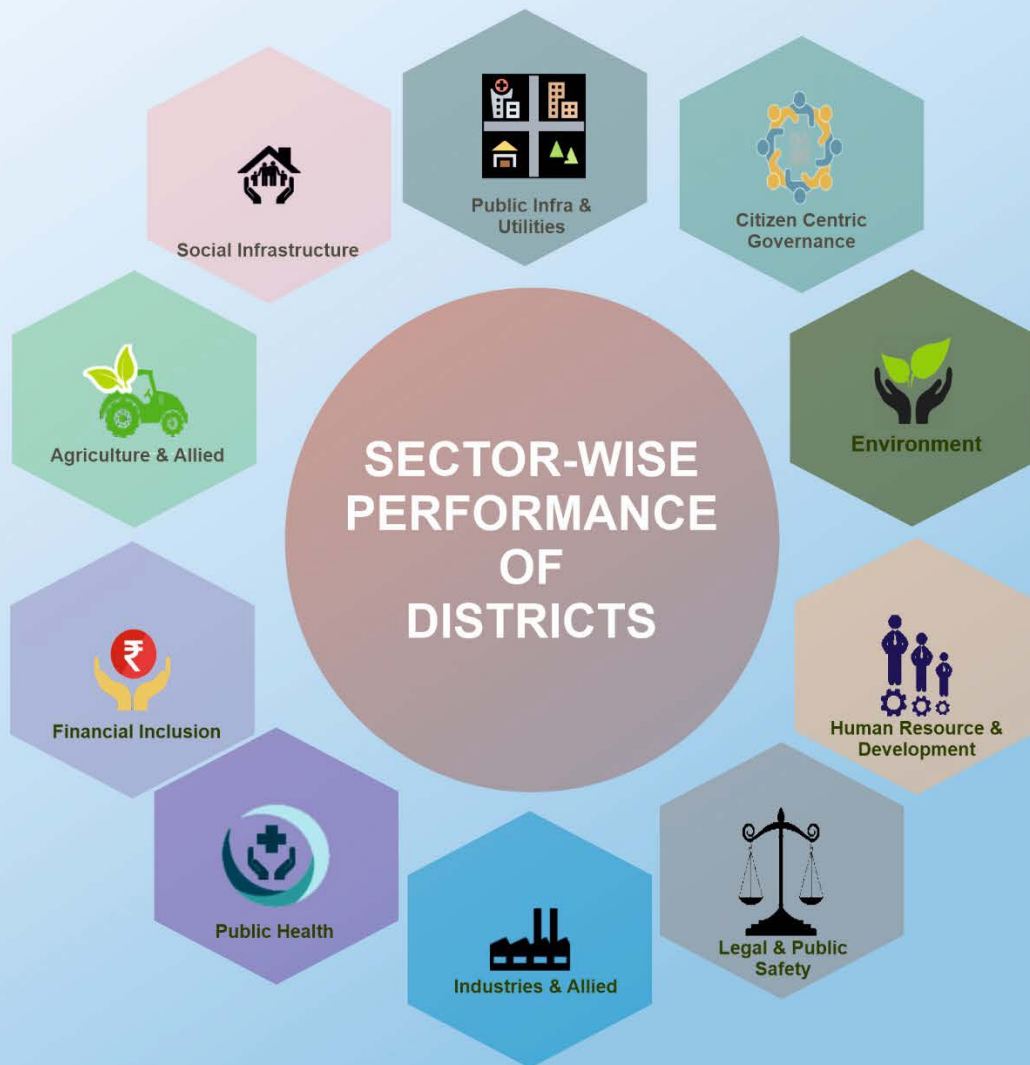 Public Infra &
Utilities
Citizen Centric
Governance
Social Infrastructure
Environment
Agriculture & Allied
SECTOR-WISE
PERFORMANCE
OF
DISTRICTS
₹
Financial Inclusion
Human Resource &
Development
Public Health
Legal & Public
Safety
Industries & Allied